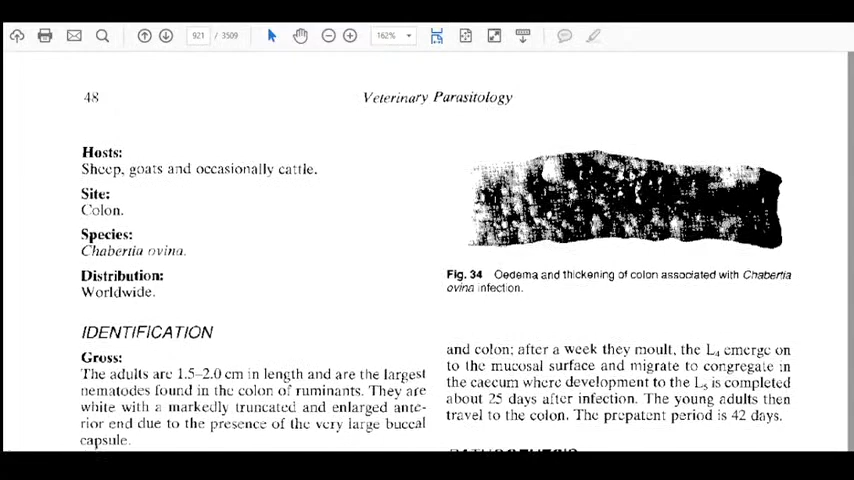 921 / 3509
162%
48
Veterinary Parasitology
Hosts:
Sheep, goats and occasionally cattle.
Site:
Colon.
Species:
Chabertia ovina.
Distribution:
Worldwide.
IDENTIFICATION
Gross:
The adults are 1.5–2.0 cm in length and are the largest
nematodes found in the colon of ruminants. They are
white with a markedly truncated and enlarged ante-
rior end due to the presence of the very large buccal
capsule.
Fig. 34 Oedema and thickening of colon associated with Chabertia
ovina infection.
and colon; after a week they moult, the L4 emerge on
to the mucosal surface and migrate to congregate in
the caecum where development to the L5 is completed
about 25 days after infection. The young adults then
travel to the colon. The prepatent period is 42 days.